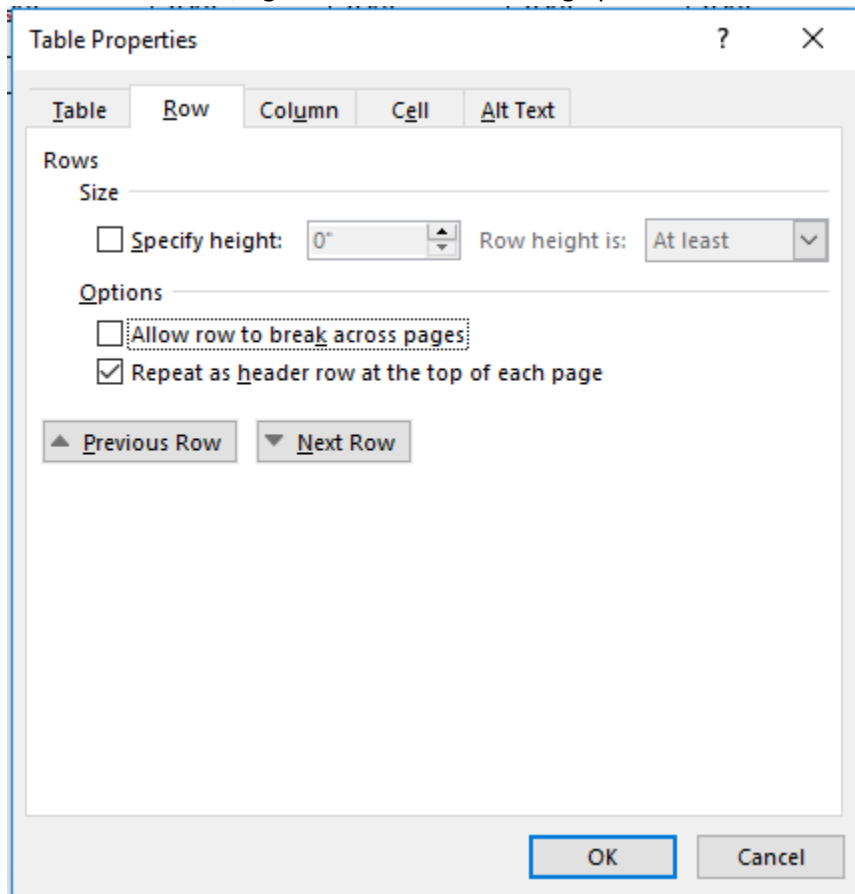 Table Properties ? ×
Table Row Column Cell Alt Text
Rows
Size
Specify height: 0" Row height is: At least
Options
Allow row to break across pages
Repeat as header row at the top of each page
Previous Row Next Row
OK Cancel